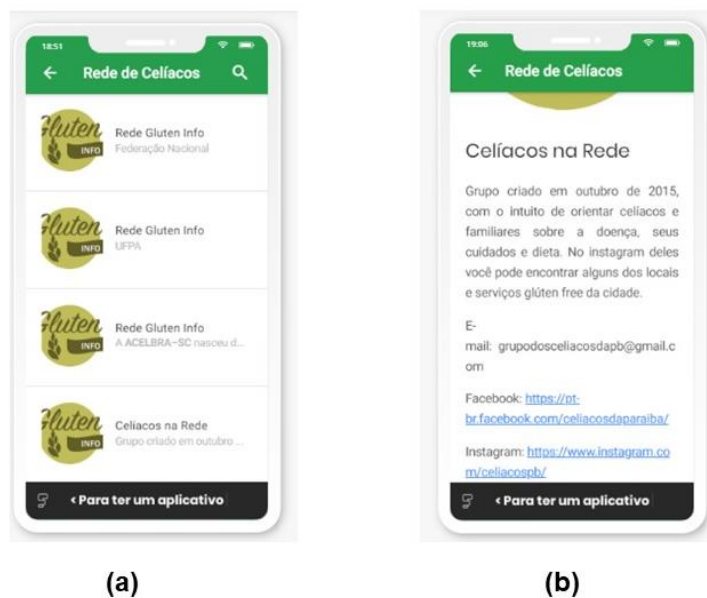 18:51
Rede de Celíacos
Gluten
INFO
Rede Gluten Info
Federação Nacional
Gluten
INFO
Rede Gluten Info
UFPA
Gluten
INFO
Rede Gluten Info
A ACELBRA-SC nasceu d...
Gluten
INFO
Celíacos na Rede
Grupo criado em outubro ...
< Para ter um aplicativo
(a)
19:06
Rede de Celíacos
Celíacos na Rede
Grupo criado em outubro de 2015,
com o intuito de orientar celíacos e
familiares sobre a doença, seus
cuidados e dieta. No instagram deles
você pode encontrar alguns dos locais
e serviços glúten free da cidade.
E-
mail: grupodosceliacosdapb@gmail.c
om
Facebook: https://pt-
br.facebook.com/celiacosdaparaiba/
Instagram: https://www.instagram.co
m/celiacospb/
< Para ter um aplicativo
(b)